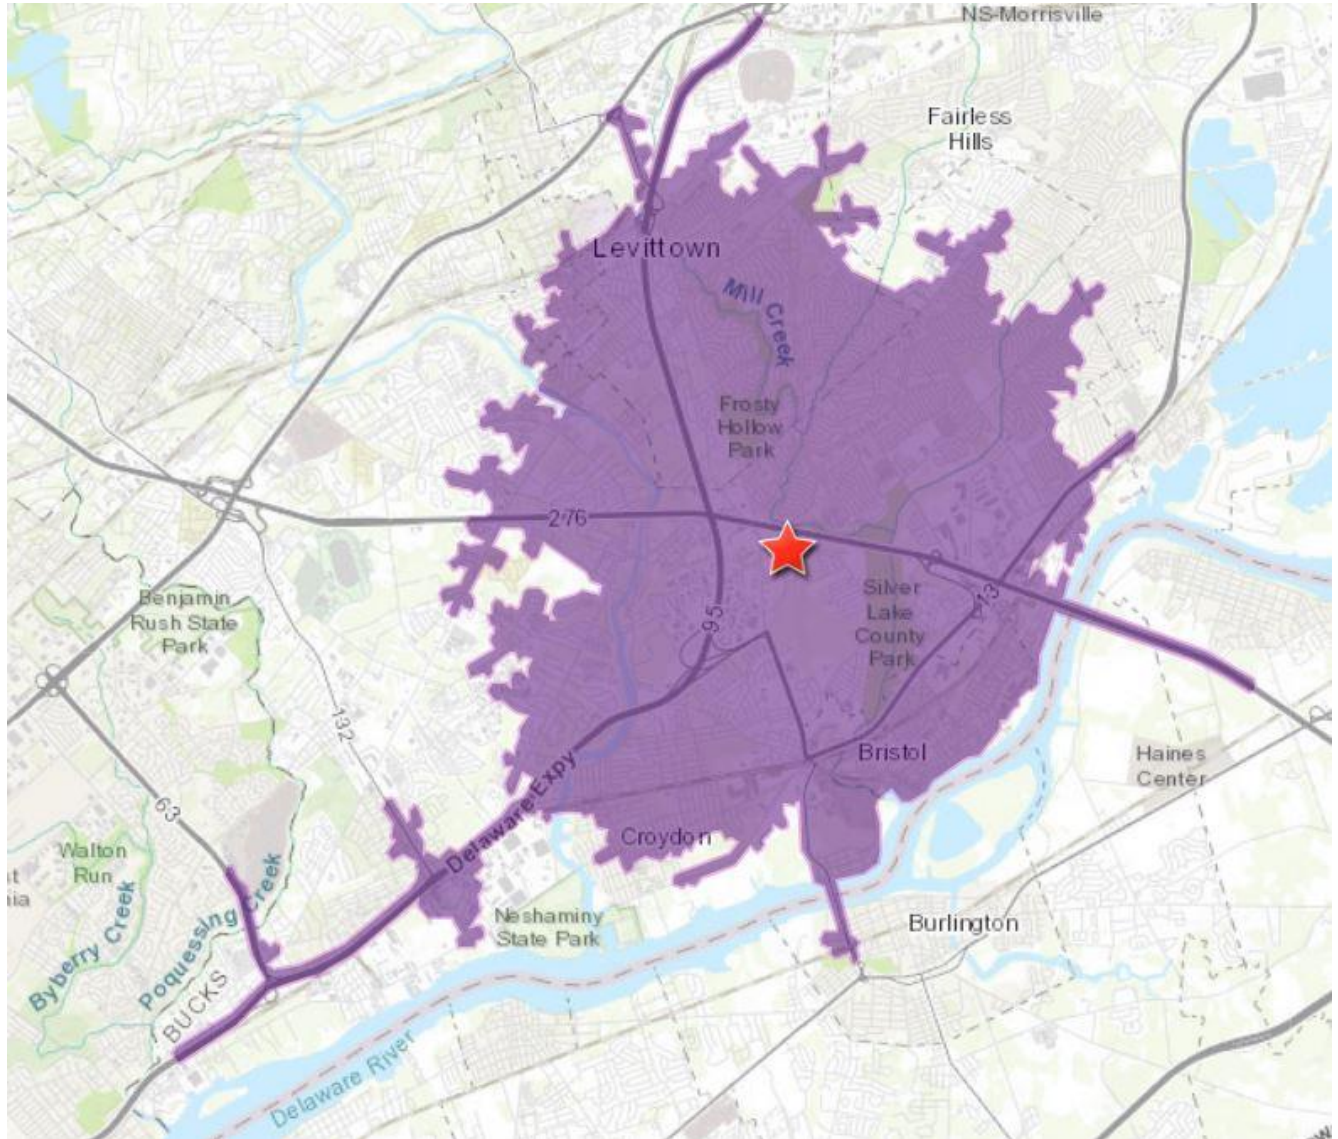 NS-Morrisville
Fairless
Hills
Levittown
Mill Creek
Frosty
Hollow
Park
276
Benjamin
Rush State
Park
Silver
Lake
County
Park
13
95
132
Bristol
Haines
Center
63
Delaware Expy
Croydon
Walton
Run
Neshaminy
State Park
Burlington
Byberry Creek
Poquessing Creek
BUCKS
Delaware River